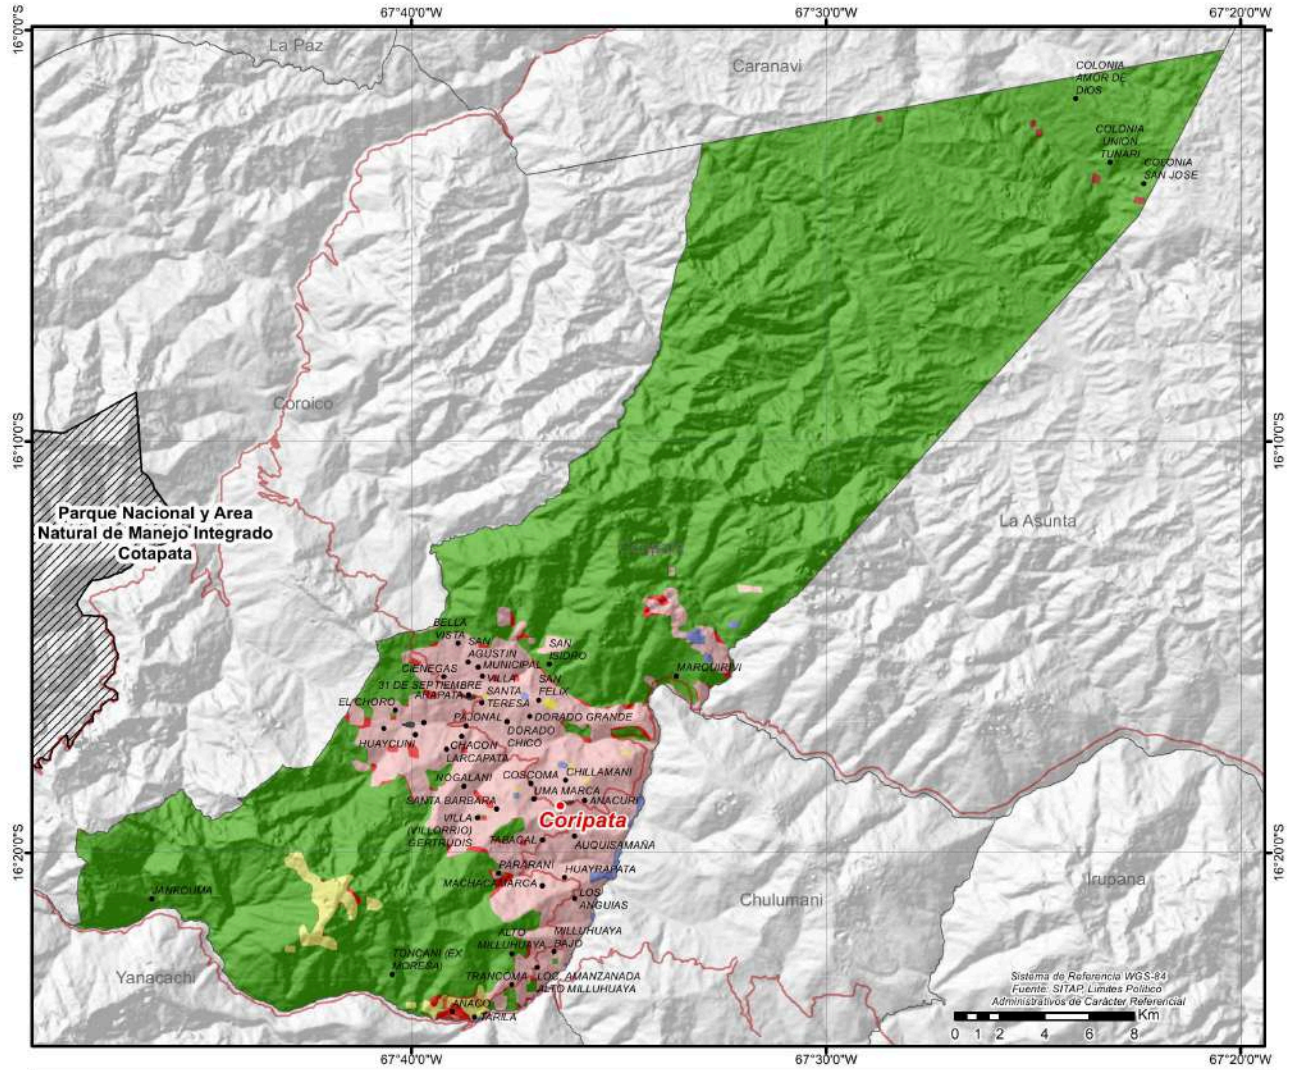 67°40'0"W
67°30'0"W
67°20'0"W
16°0'0"S
16°0'0"S
La Paz
Caranavi
COLONIA
AMOR DE
DIOS
COLONIA
UNION
TUNARI
COLONIA
SAN JOSE
Coroico
16°10'0"S
16°10'0"S
Parque Nacional y Area
Natural de Manejo Integrado
Cotapata
La Asunta
BELLA
VISTA
SAN
AGUSTIN
SAN
ISIDRO
CIENEGAS
MUNICIPAL
VILLA
MARQUIRIVI
31 DE SEPTIEMBRE
SANTA
TERESA
SAN
FELIX
EL CHORO
ARAPATA
PAJONAL
DORADO GRANDE
DORADO
CHICO
HUAYCUNI
CHACON
LARCAPATA
NOGALANI
COSCOMA
CHILLAMANI
UMA MARCA
SANTA BARBARA
ANACURI
Coripata
VILLA
(VILLORRIO)
GERTRUDIS
TABACAL
AUQUISAMAÑA
16°20'0"S
16°20'0"S
PARARANI
HUAYRAPATA
MACHACAMARCA
LOS
ANGUIAS
JANKOUMA
Chulumani
Irupana
ALTO
MILLUHUAYA
MILLUHUAYA
BAJO
TONCANI (EX
MORESA)
TRANCOMA
LOC. AMANZANADA
ALTO MILLUHUAYA
Yanacachi
ANACO
TARILA
Sistema de Referencia WGS-84
Fuente: SITAP, Limites Político
Administrativos de Carácter Referencial
Km
0 1 2 4 6 8
67°40'0"W
67°30'0"W
67°20'0"W